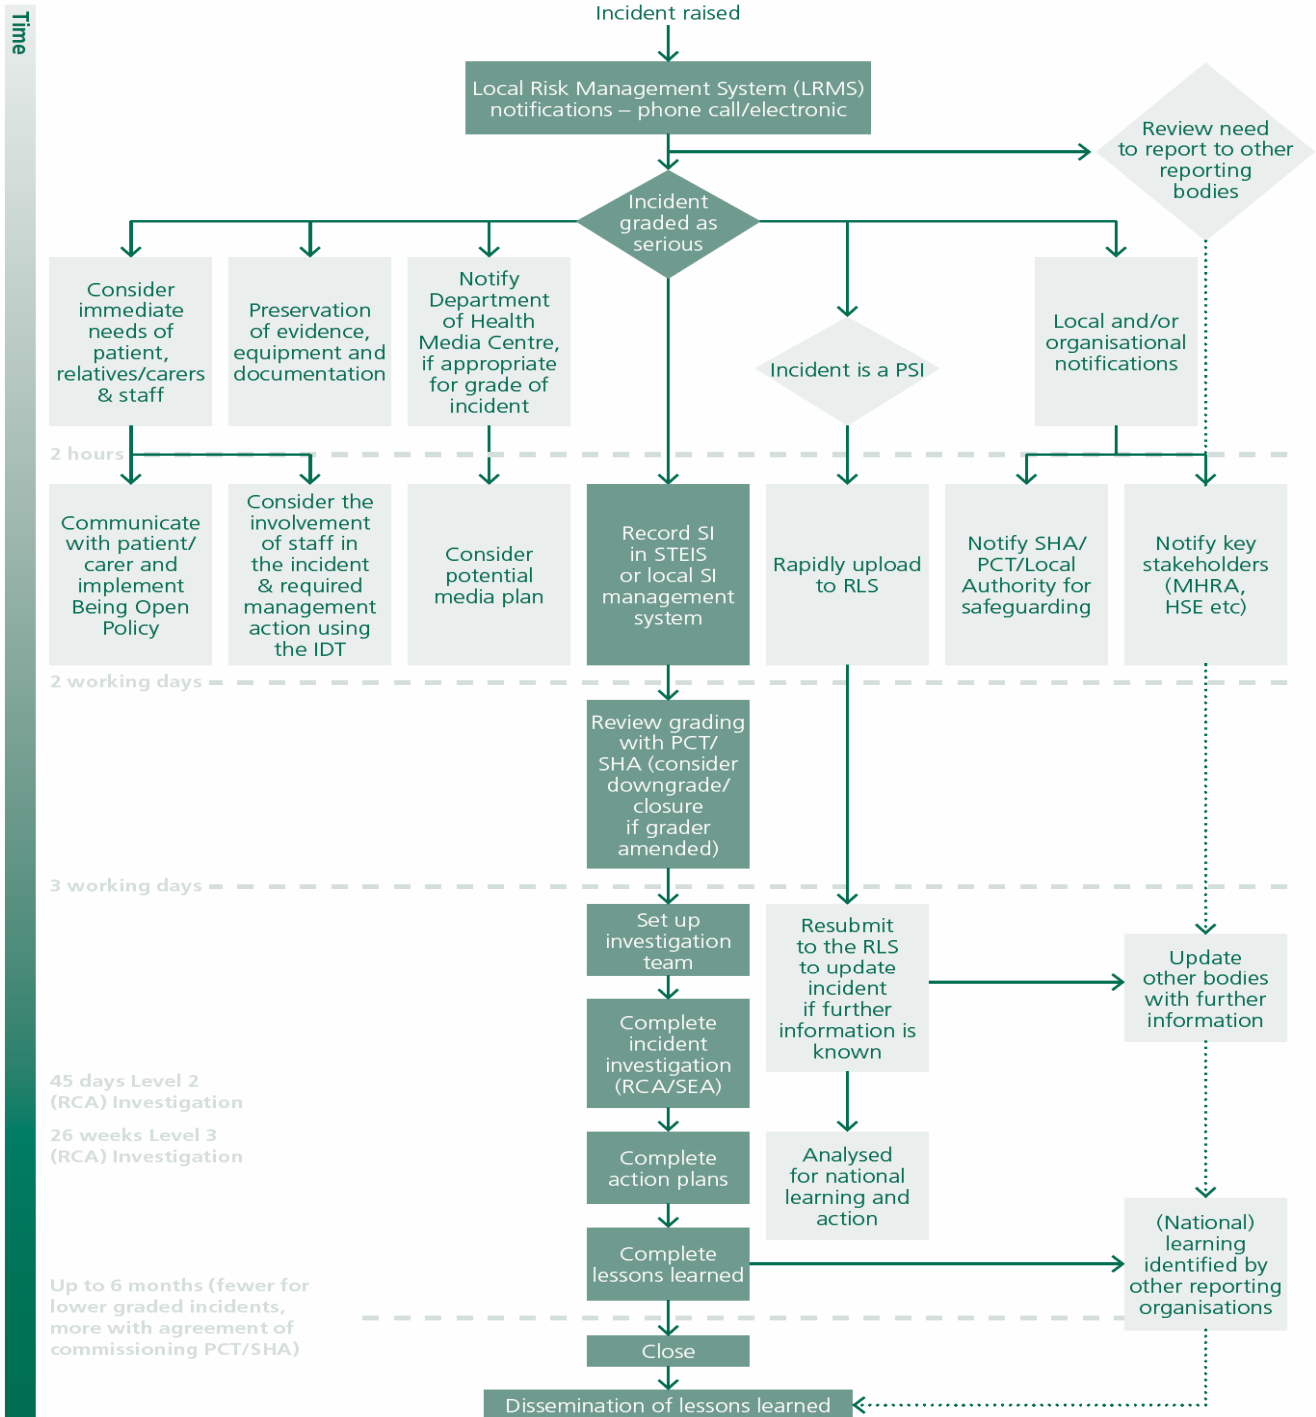 Time
Incident raised
Local Risk Management System (LRMS)
notifications – phone call/electronic
Review need
to report to other
reporting
bodies
Incident
graded as
serious
Consider
immediate
needs of
patient,
relatives/carers
& staff
Preservation
of evidence,
equipment and
documentation
Notify
Department
of Health
Media Centre,
if appropriate
for grade of
incident
Incident is a PSI
Local and/or
organisational
notifications
2 hours
Communicate
with patient/
carer and
implement
Being Open
Policy
Consider the
involvement
of staff in
the incident
& required
management
action using
the IDT
Consider
potential
media plan
Record SI
in STEIS
or local SI
management
system
Rapidly upload
to RLS
Notify SHA/
PCT/Local
Authority for
safeguarding
Notify key
stakeholders
(MHRA,
HSE etc)
2 working days
Review grading
with PCT/
SHA (consider
downgrade/
closure
if grader
amended)
3 working days
Set up
investigation
team
Resubmit
to the RLS
to update
incident
if further
information is
known
Update
other bodies
with further
information
Complete
incident
investigation
(RCA/SEA)
45 days Level 2
(RCA) Investigation
26 weeks Level 3
(RCA) Investigation
Complete
action plans
Analysed
for national
learning and
action
Complete
lessons learned
(National)
learning
identified by
other reporting
organisations
Up to 6 months (fewer for
lower graded incidents,
more with agreement of
commissioning PCT/SHA)
Close
Dissemination of lessons learned